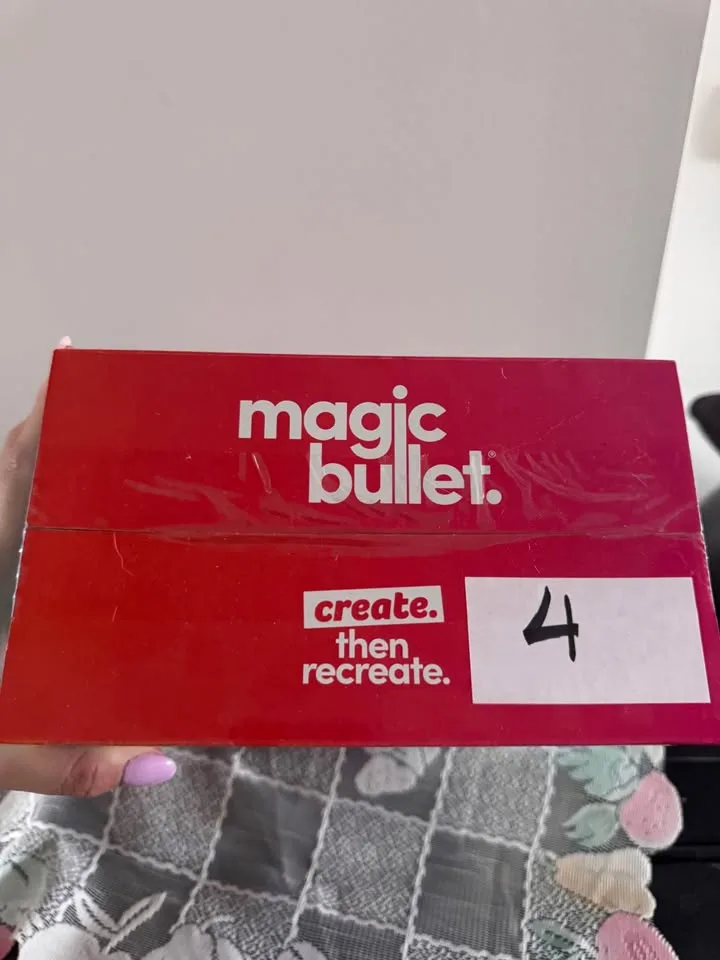 magic
bullet.®
create.
then
recreate.
4